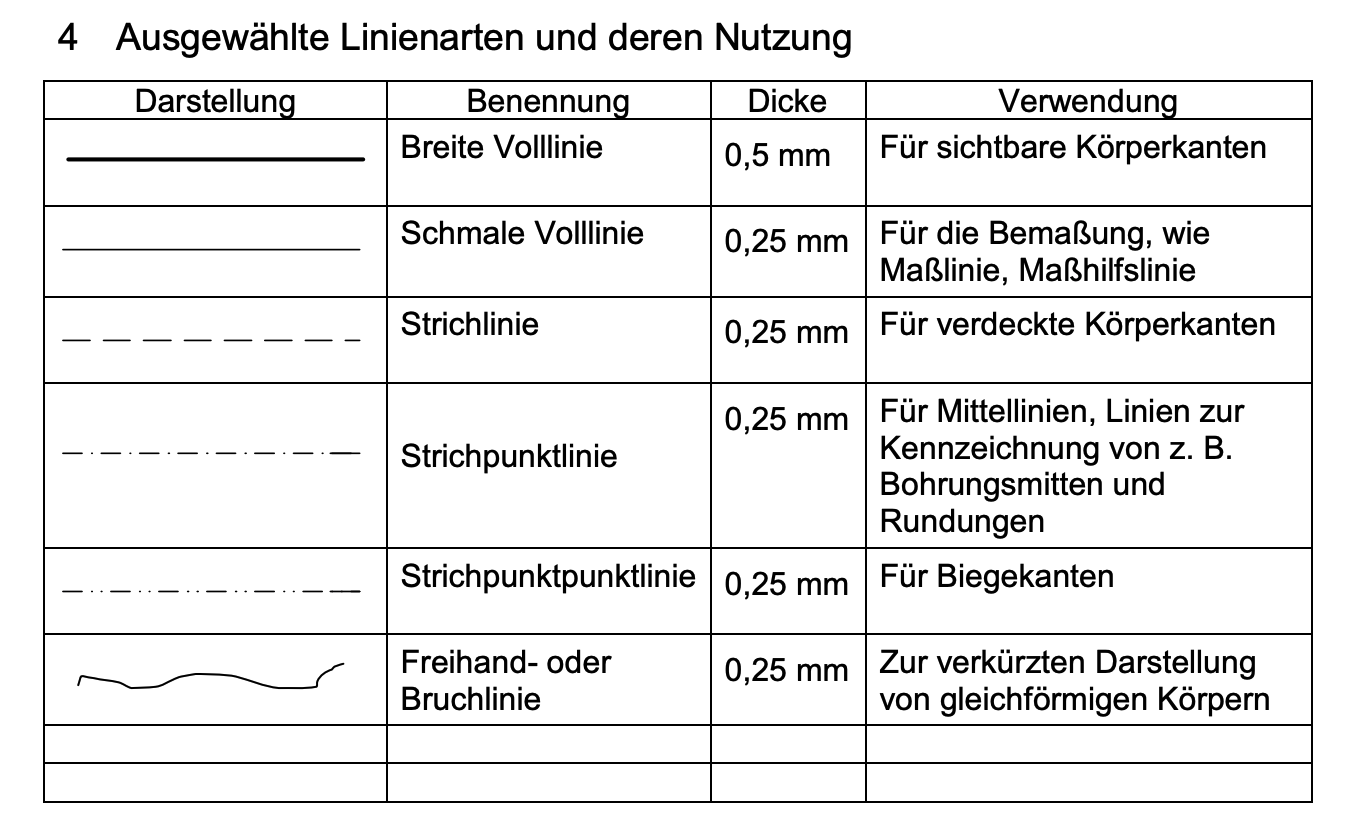 4 Ausgewählte Linienarten und deren Nutzung
Darstellung Benennung Dicke Verwendung
Breite Volllinie 0,5 mm Für sichtbare Körperkanten
Schmale Volllinie 0,25 mm Für die Bemaßung, wie
Maßlinie, Maßhilfslinie
Strichlinie 0,25 mm Für verdeckte Körperkanten
Strichpunktlinie 0,25 mm Für Mittellinien, Linien zur
Kennzeichnung von z. B.
Bohrungsmitten und
Rundungen
Strichpunktpunktlinie 0,25 mm Für Biegekanten
Freihand- oder
Bruchlinie 0,25 mm Zur verkürzten Darstellung
von gleichförmigen Körpern